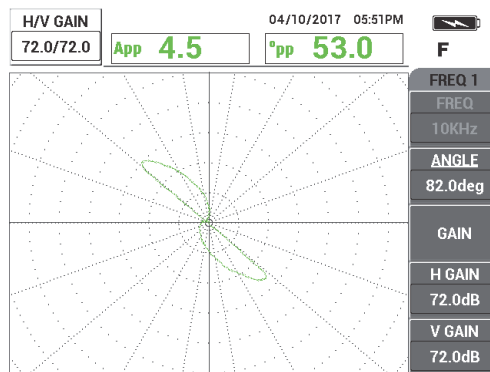 H/V GAIN
72.0/72.0
04/10/2017 05:51PM
App 4.5
°pp 53.0
F
FREQ 1
FREQ
10KHz
ANGLE
82.0deg
GAIN
H GAIN
72.0dB
V GAIN
72.0dB